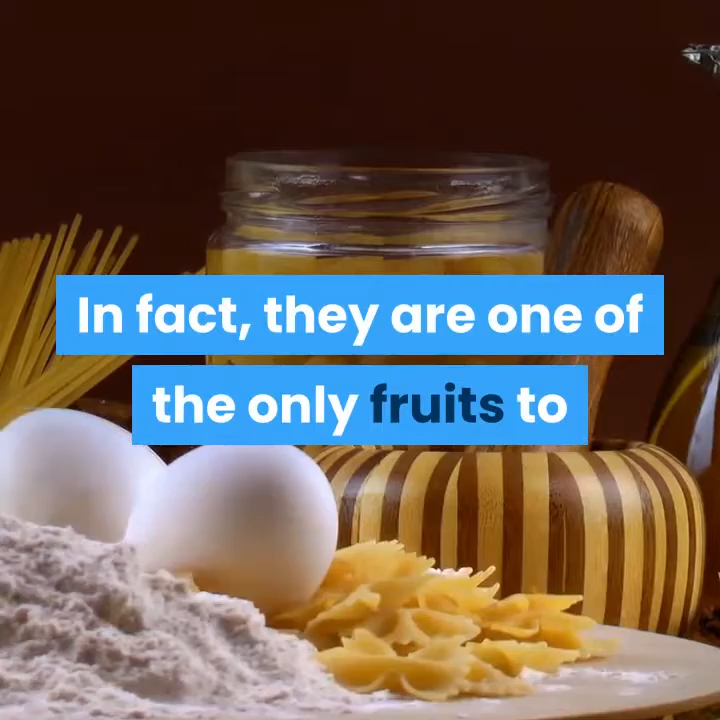 In fact, they are one of
the only fruits to